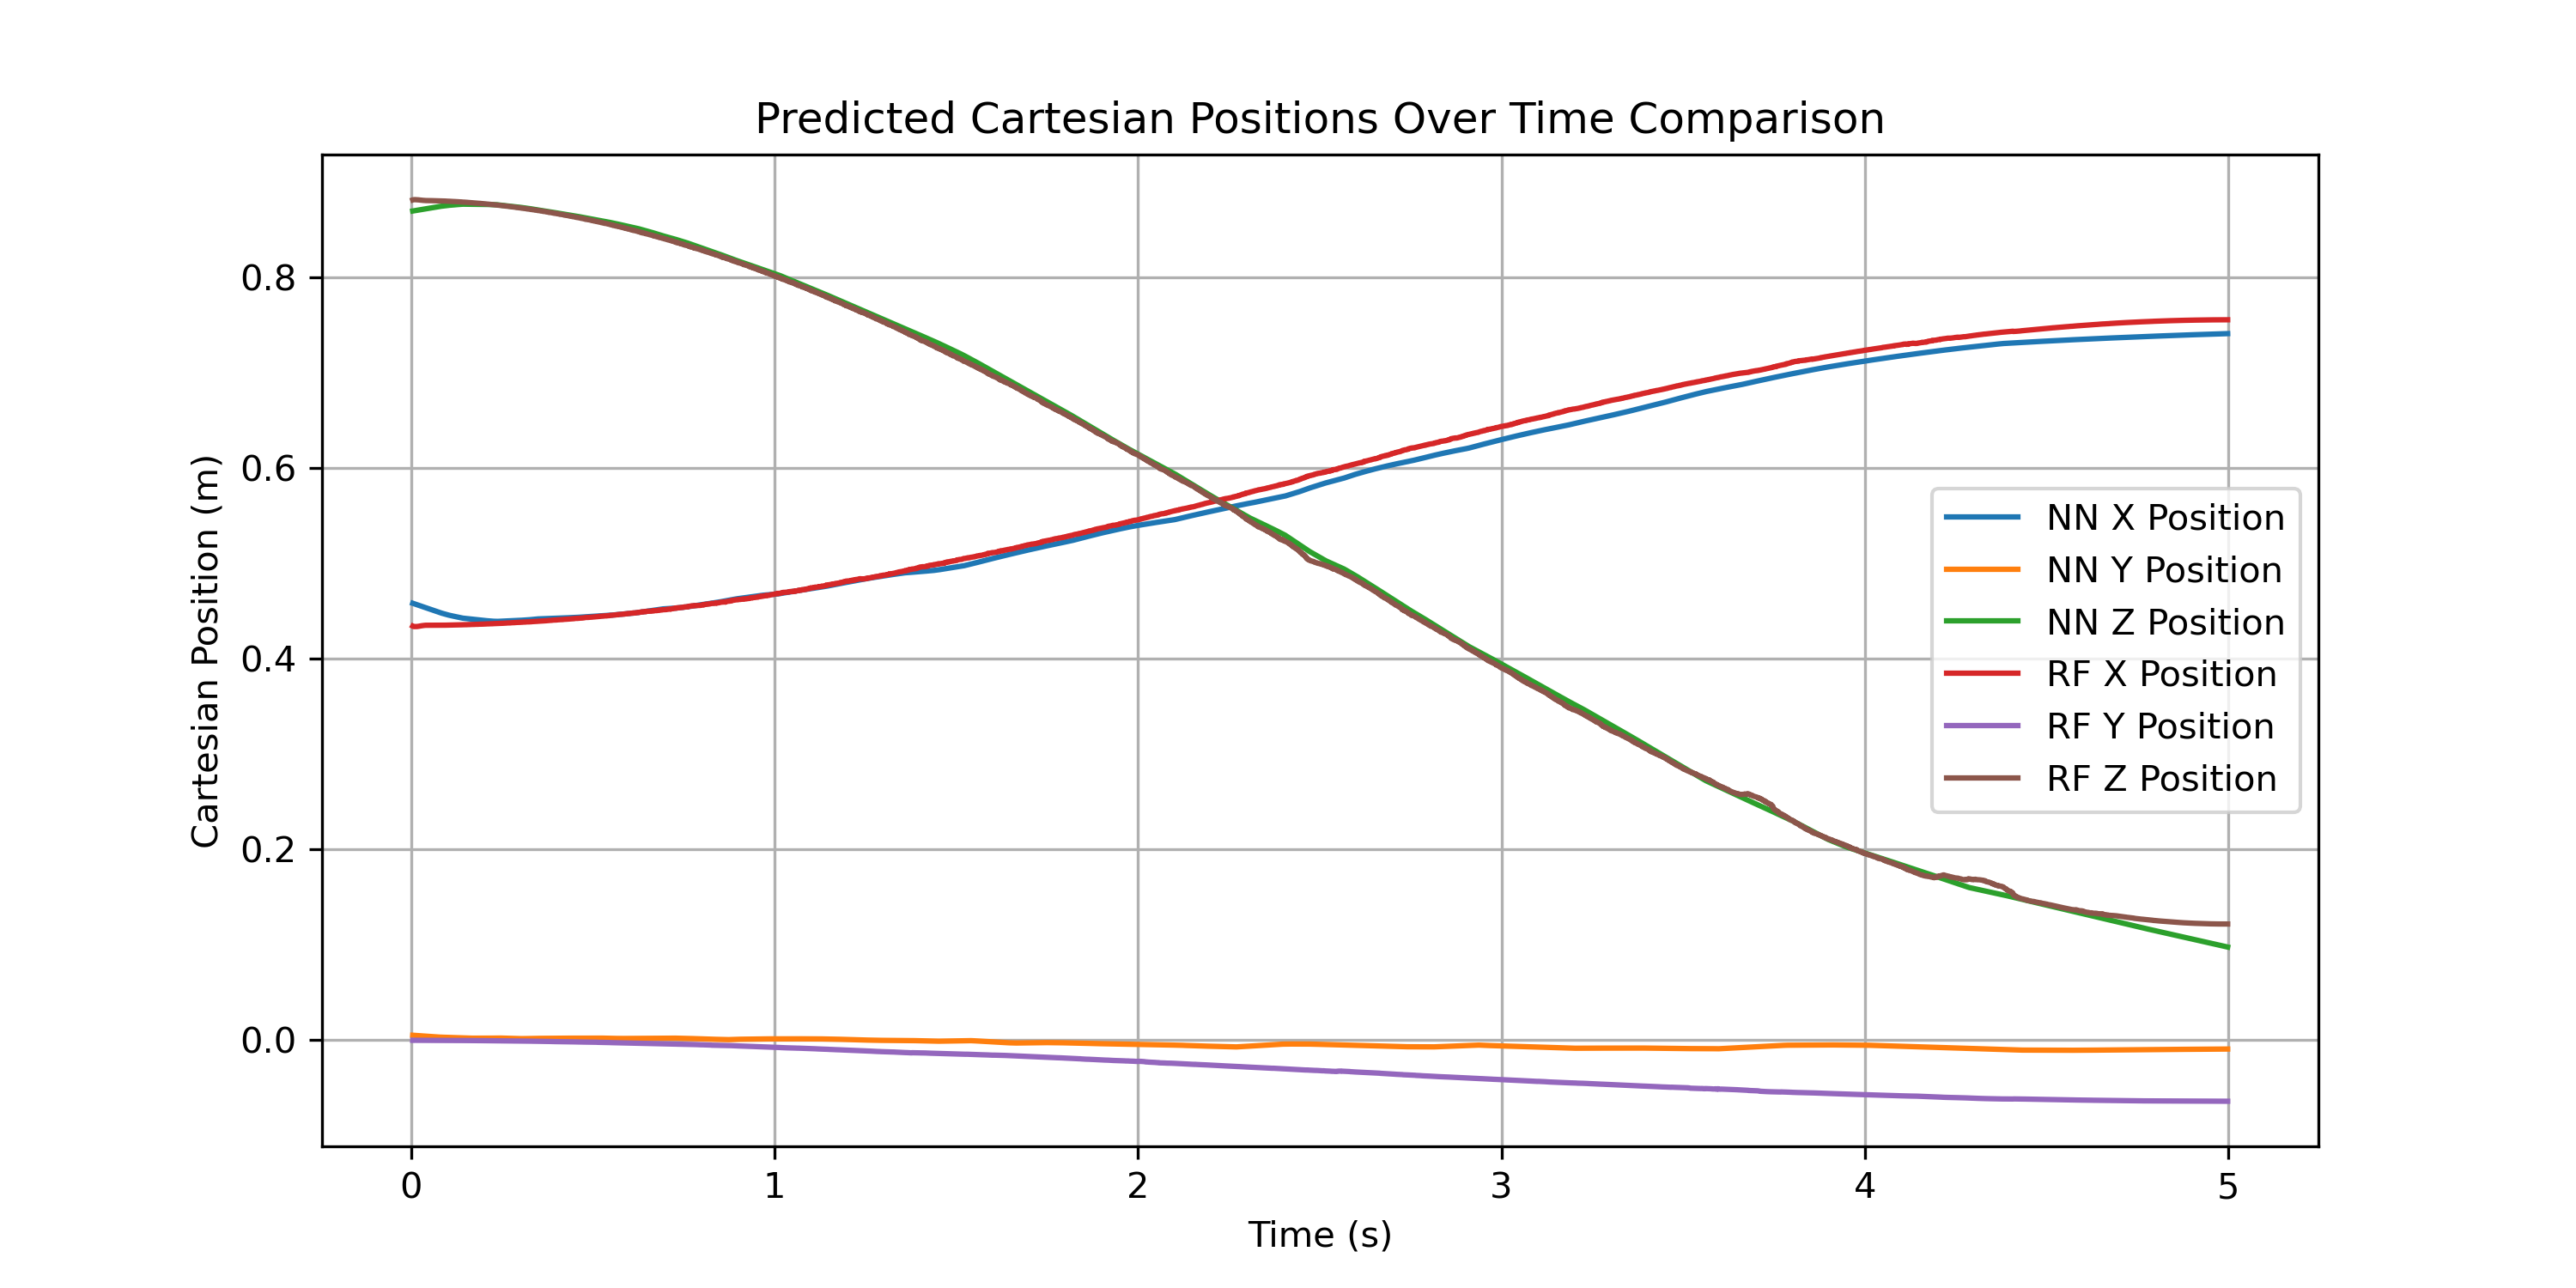 Predicted Cartesian Positions Over Time Comparison
Cartesian Position (m)
0.8
0.6
0.4
0.2
0.0
NN X Position
NN Y Position
NN Z Position
RF X Position
RF Y Position
RF Z Position
0 1 2 3 4 5
Time (s)